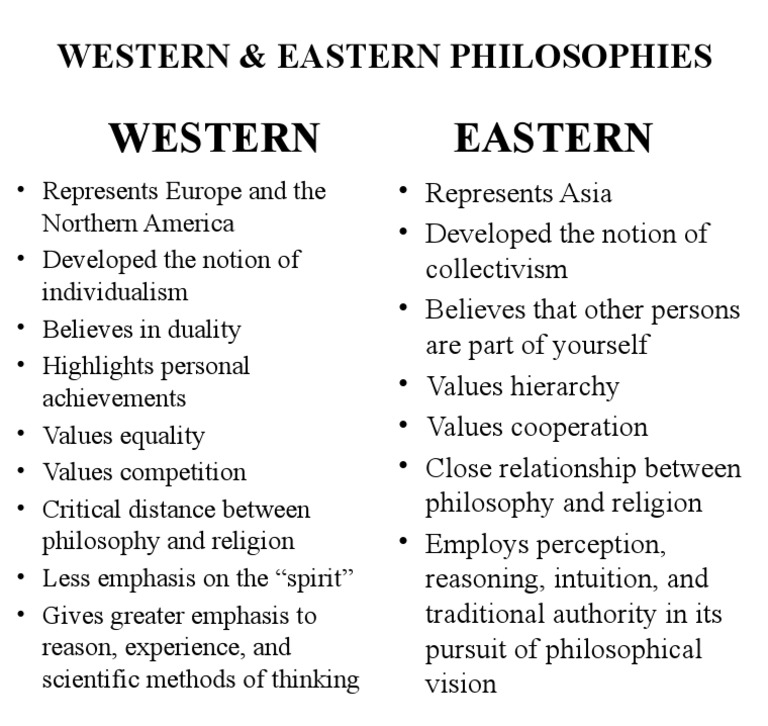 WESTERN & EASTERN PHILOSOPHIES
WESTERN
• Represents Europe and the
Northern America
• Developed the notion of
individualism
• Believes in duality
• Highlights personal
achievements
• Values equality
• Values competition
• Critical distance between
philosophy and religion
• Less emphasis on the “spirit”
• Gives greater emphasis to
reason, experience, and
scientific methods of thinking
EASTERN
• Represents Asia
• Developed the notion of
collectivism
• Believes that other persons
are part of yourself
• Values hierarchy
• Values cooperation
• Close relationship between
philosophy and religion
• Employs perception,
reasoning, intuition, and
traditional authority in its
pursuit of philosophical
vision